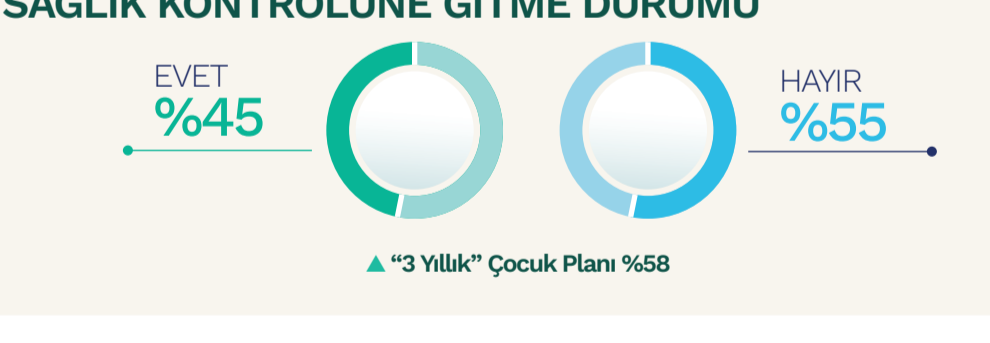 SAĞLIK KONTROLÜNE GİTME DURUMU
EVET
%45
HAYIR
%55
▲ “3 Yıllık” Çocuk Planı %58